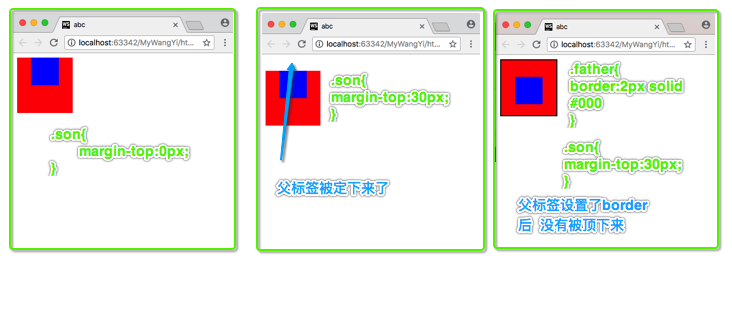 abc
localhost:63342/MyWangYi/ht...
.son{
margin-top:0px;
}
abc
localhost:63342/MyWangYi/ht...
.son{
margin-top:30px;
}
父标签被定下来了
abc
localhost:63342/MyWangYi/ht...
.father{
border:2px solid
#000
}
.son{
margin-top:30px;
}
父标签设置了border
后 没有被顶下来